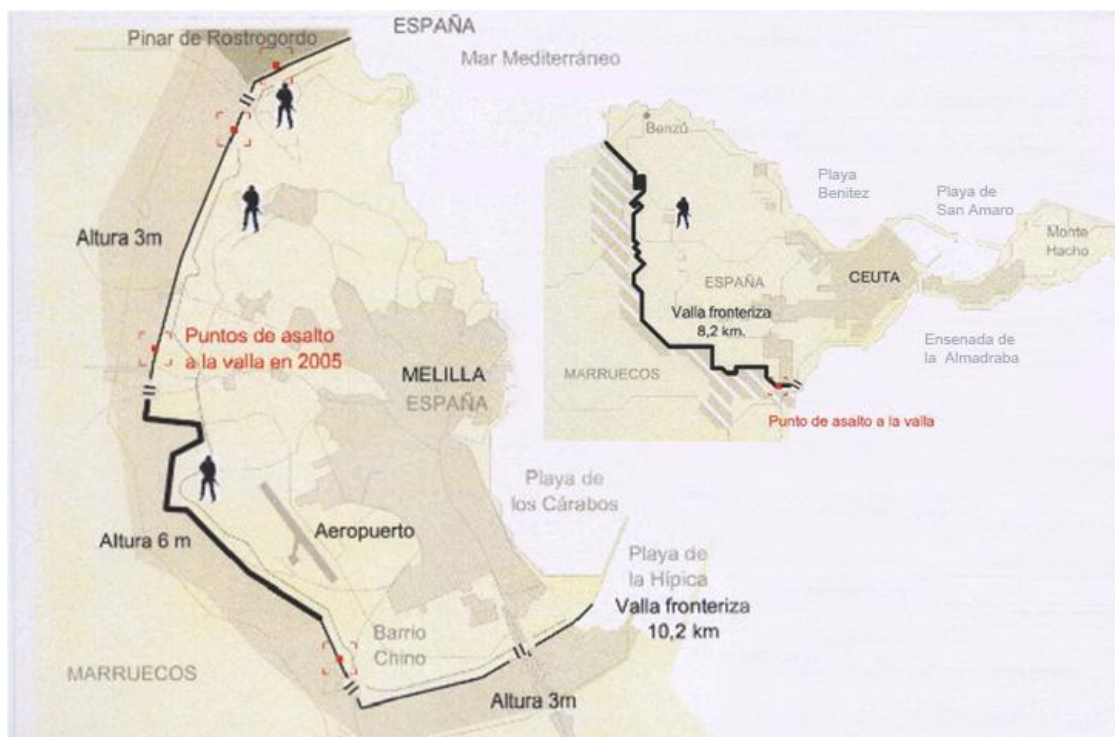 ESPAÑA
Pinar de Rostrogordo
Mar Mediterráneo
Altura 3m
Puntos de asalto
a la valla en 2005
MELILLA
ESPAÑA
Playa de
los Cárabos
Aeropuerto
Altura 6 m
Playa de
la Hípica
Valla fronteriza
10,2 km
Barrio
Chino
MARRUECOS
Altura 3m
Benzû
Playa
Benitez
Playa de
San Amaro
Monte
Hacho
CEUTA
ESPAÑA
Valla fronteriza
8,2 km.
Ensenada de
la Almadraba
MARRUECOS
Punto de asalto a la valla